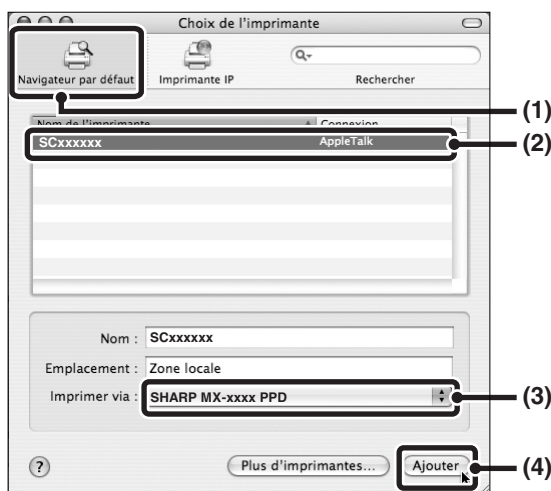 Choix de l'imprimante
Navigateur par défaut
Imprimante IP
Q
Rechercher
(1)
Nom de l'imprimante
Connexion
SCxxxxxx
AppleTalk
(2)
Nom :
SCxxxxxx
Emplacement :
Zone locale
Imprimer via :
SHARP MX-xxxx PPD
(3)
?
Plus d'imprimantes...
Ajouter
(4)